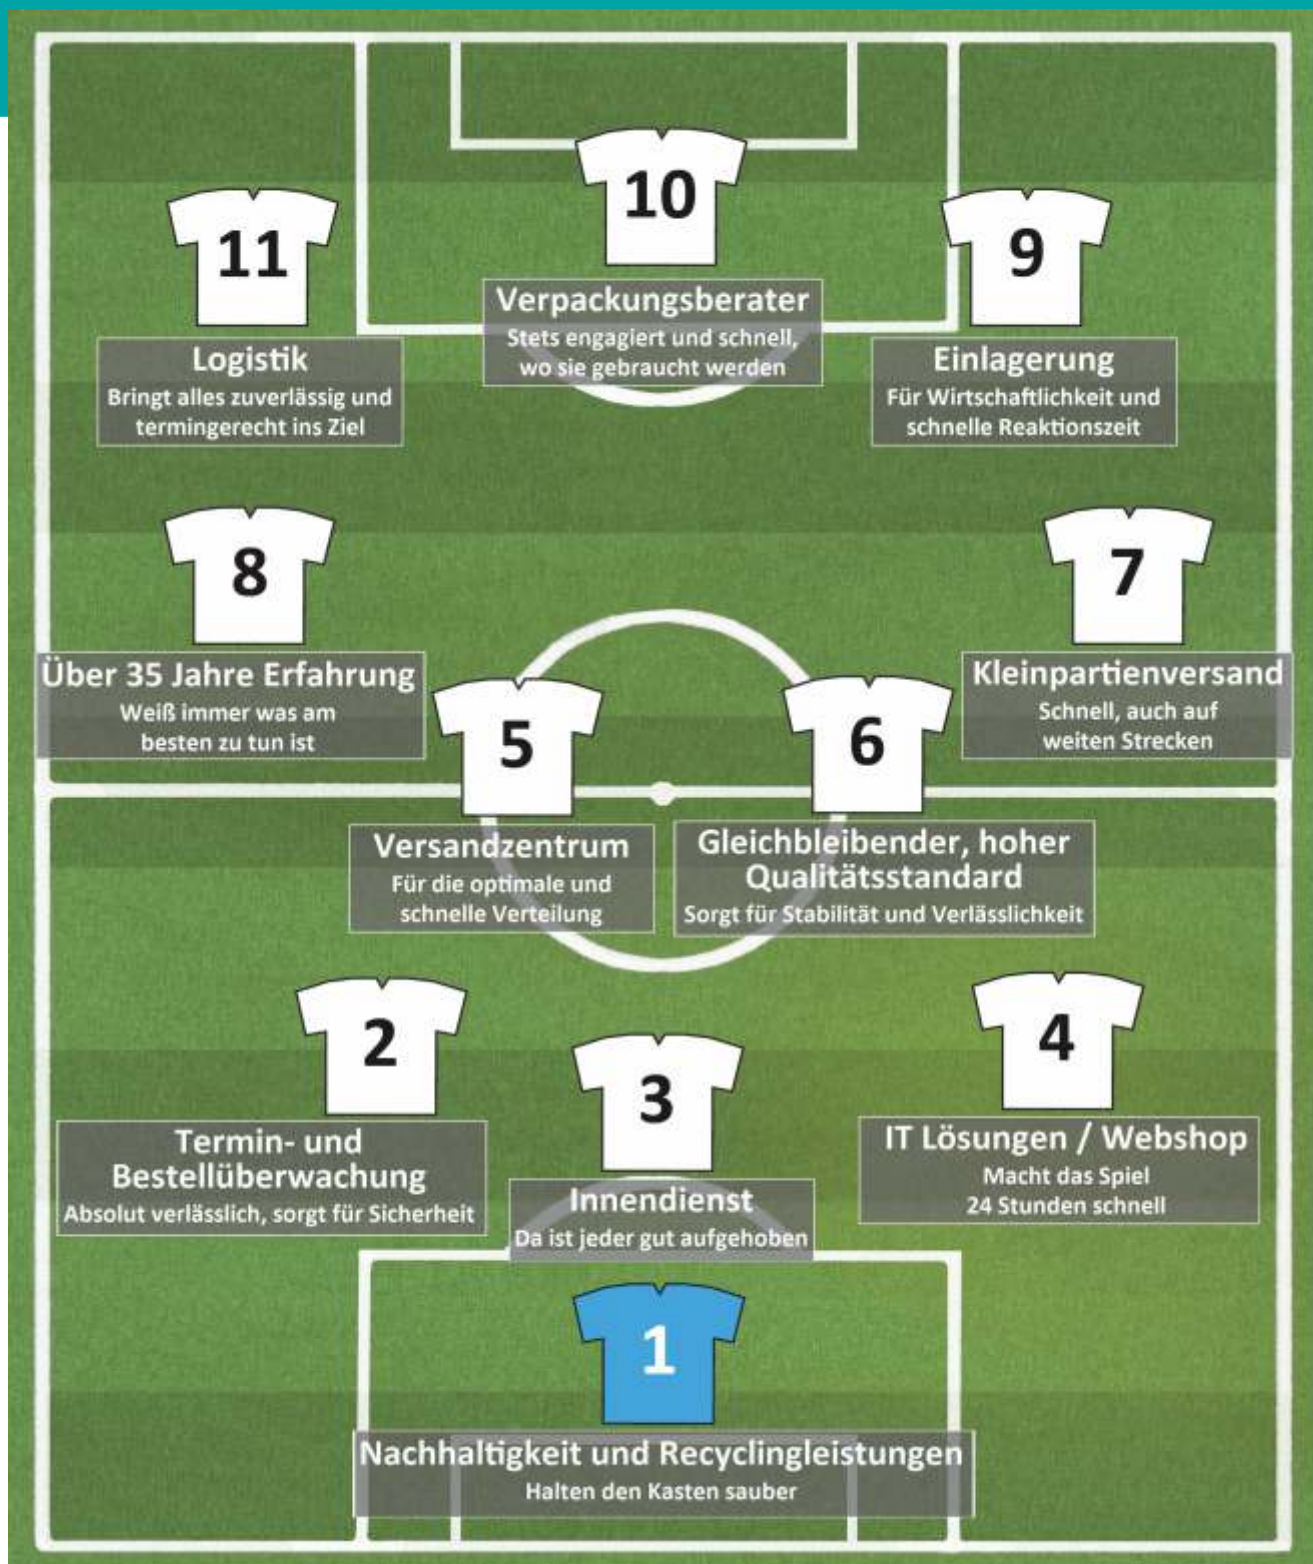 10
Verpackungsberater
Stets engagiert und schnell,
wo sie gebraucht werden
11
Logistik
Bringt alles zuverlässig und
termingerecht ins Ziel
9
Einlagerung
Für Wirtschaftlichkeit und
schnelle Reaktionszeit
8
Über 35 Jahre Erfahrung
Weiß immer was am
besten zu tun ist
7
Kleinpartienversand
Schnell, auch auf
weiten Strecken
5
Versandzentrum
Für die optimale und
schnelle Verteilung
6
Gleichbleibender, hoher
Qualitätsstandard
Sorgt für Stabilität und Verlässlichkeit
2
Termin- und
Bestellüberwachung
Absolut verlässlich, sorgt für Sicherheit
3
Innendienst
Da ist jeder gut aufgehoben
4
IT Lösungen / Webshop
Macht das Spiel
24 Stunden schnell
1
Nachhaltigkeit und Recyclingleistungen
Halten den Kasten sauber